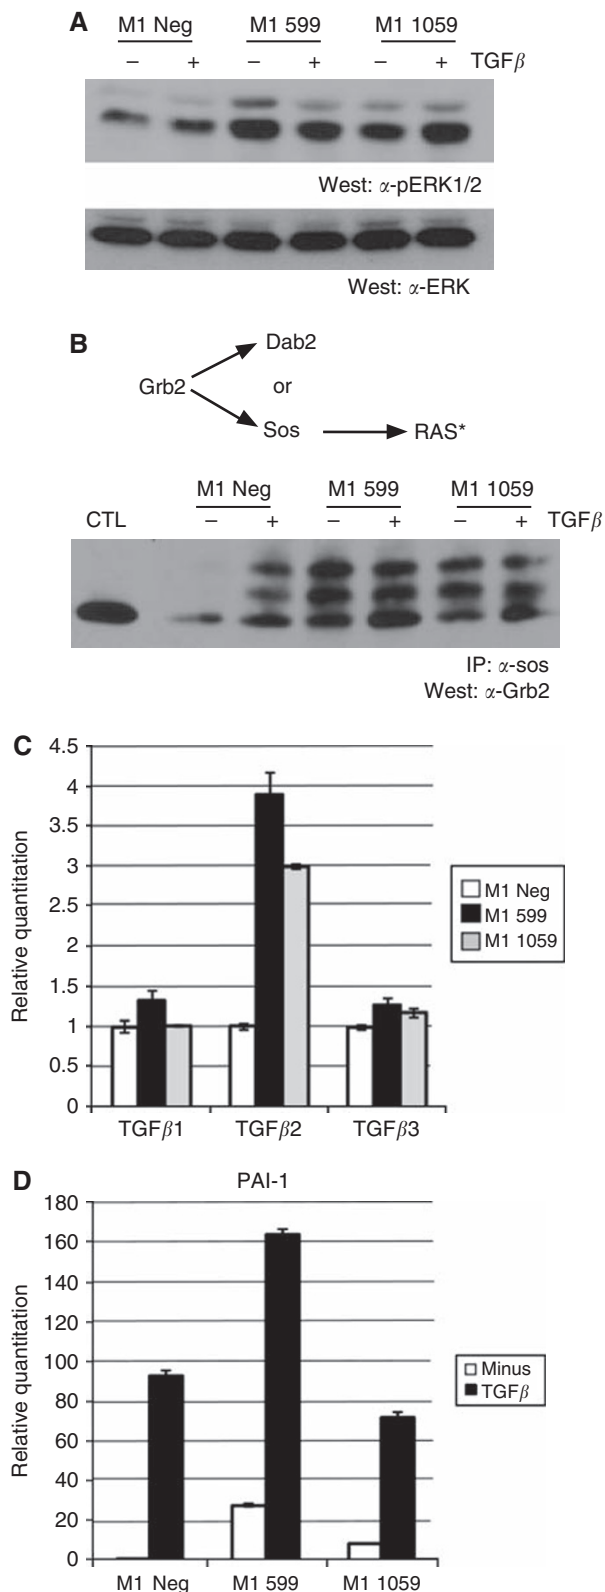 A
M1 Neg M1 599 M1 1059
– + – + – + TGFβ
West: α-pERK1/2
West: α-ERK
B
Dab2
Grb2 or
Sos RAS*
M1 Neg M1 599 M1 1059
CTL – + – + – + TGFβ
IP: α-sos
West: α-Grb2
C
4.5
4
3.5
3
2.5
2
1.5
1
0.5
0
Relative quantitation
TGFβ1 TGFβ2 TGFβ3
M1 Neg
M1 599
M1 1059
D
PAI-1
180
160
140
120
100
80
60
40
20
0
Relative quantitation
M1 Neg M1 599 M1 1059
Minus
TGFβ